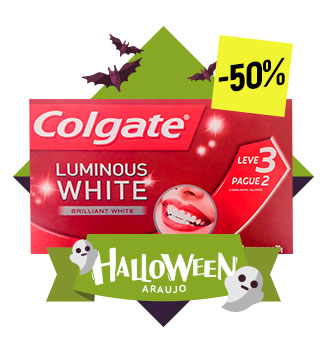 -50%
Colgate®
LUMINOUS
WHITE
BRILLIANT WHITE
LEVE 3
PAGUE 2
HALLOWEEN
ARAUJO